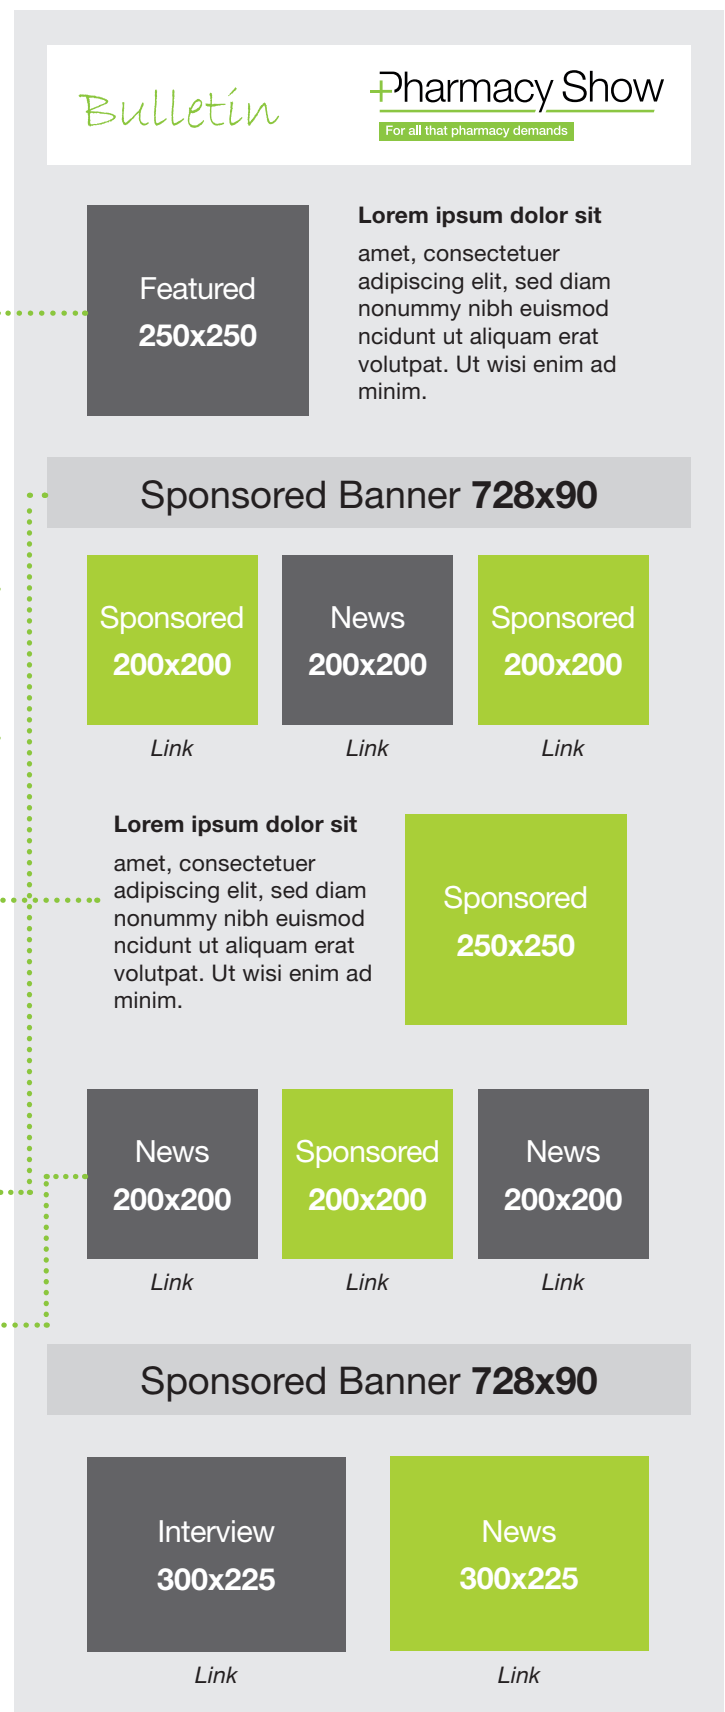 Bulletin
Pharmacy Show
For all that pharmacy demands
Featured
250x250
Lorem ipsum dolor sit
amet, consectetuer
adipiscing elit, sed diam
nonummy nibh euismod
ncidunt ut aliquam erat
volutpat. Ut wisi enim ad
minim.
Sponsored Banner 728x90
Sponsored
200x200
News
200x200
Sponsored
200x200
Link
Link
Link
Lorem ipsum dolor sit
amet, consectetuer
adipiscing elit, sed diam
nonummy nibh euismod
ncidunt ut aliquam erat
volutpat. Ut wisi enim ad
minim.
Sponsored
250x250
News
200x200
Sponsored
200x200
News
200x200
Link
Link
Link
Sponsored Banner 728x90
Interview
300x225
News
300x225
Link
Link